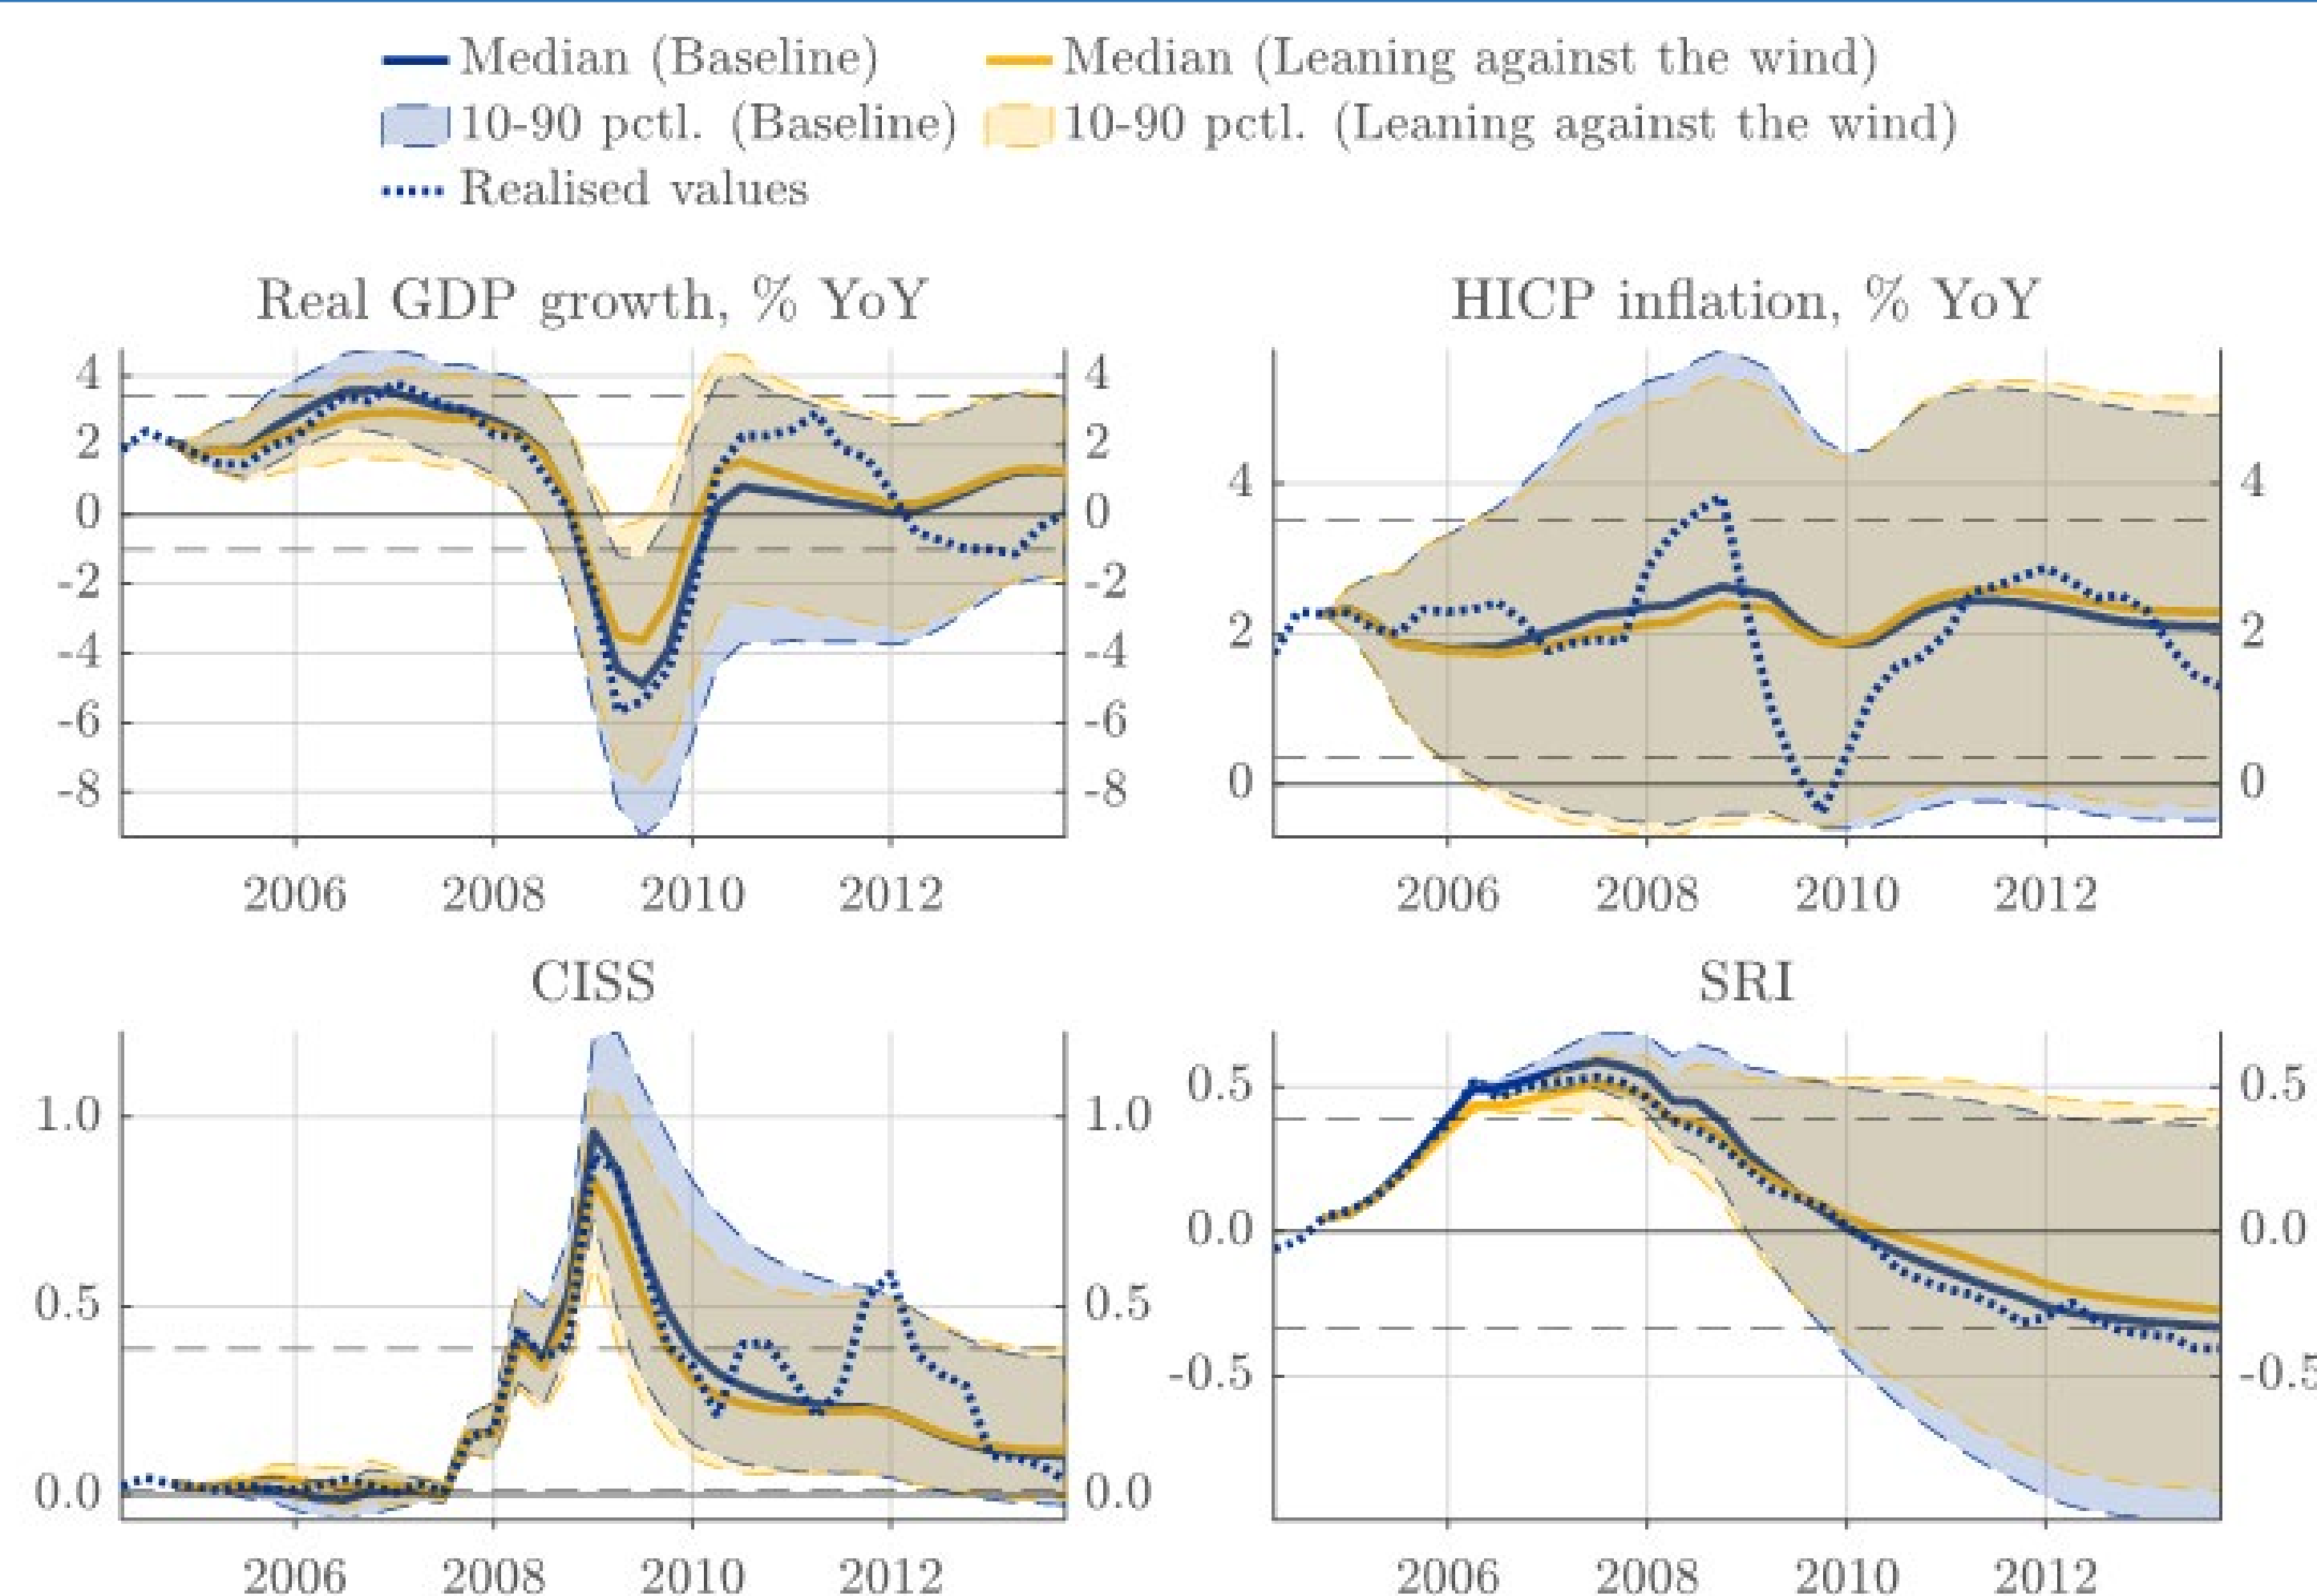 Median (Baseline) Median (Leaning against the wind)
10-90 pctl. (Baseline) 10-90 pctl. (Leaning against the wind)
Realised values
Real GDP growth, % YoY
4 4
2 2
0 0
-2 -2
-4 -4
-6 -6
-8 -8
2006 2008 2010 2012
HICP inflation, % YoY
4 4
2 2
0 0
2006 2008 2010 2012
CISS
1.0 1.0
0.5 0.5
0.0 0.0
2006 2008 2010 2012
SRI
0.5 0.5
0.0 0.0
-0.5 -0.5
2006 2008 2010 2012